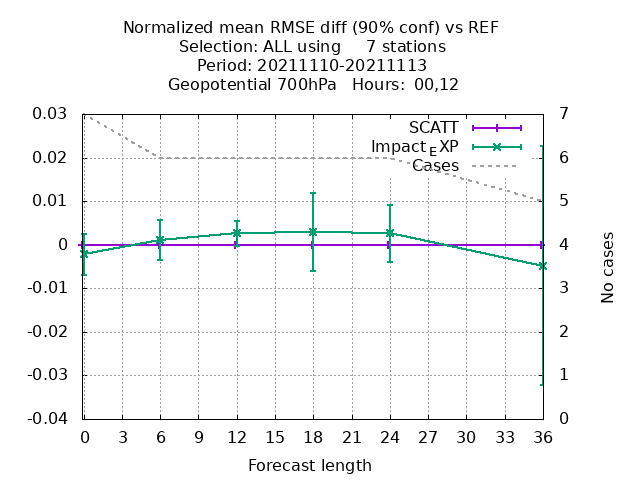 Normalized mean RMSE diff (90% conf) vs REF
Selection: ALL using     7 stations
Period: 20211110-20211113
Geopotential 700hPa   Hours:  00,12
SCATT
Impact_EXP
Cases
0.03
0.02
0.01
0
-0.01
-0.02
-0.03
-0.04
7
6
5
4
3
2
1
0
No cases
0 3 6 9 12 15 18 21 24 27 30 33 36
Forecast length